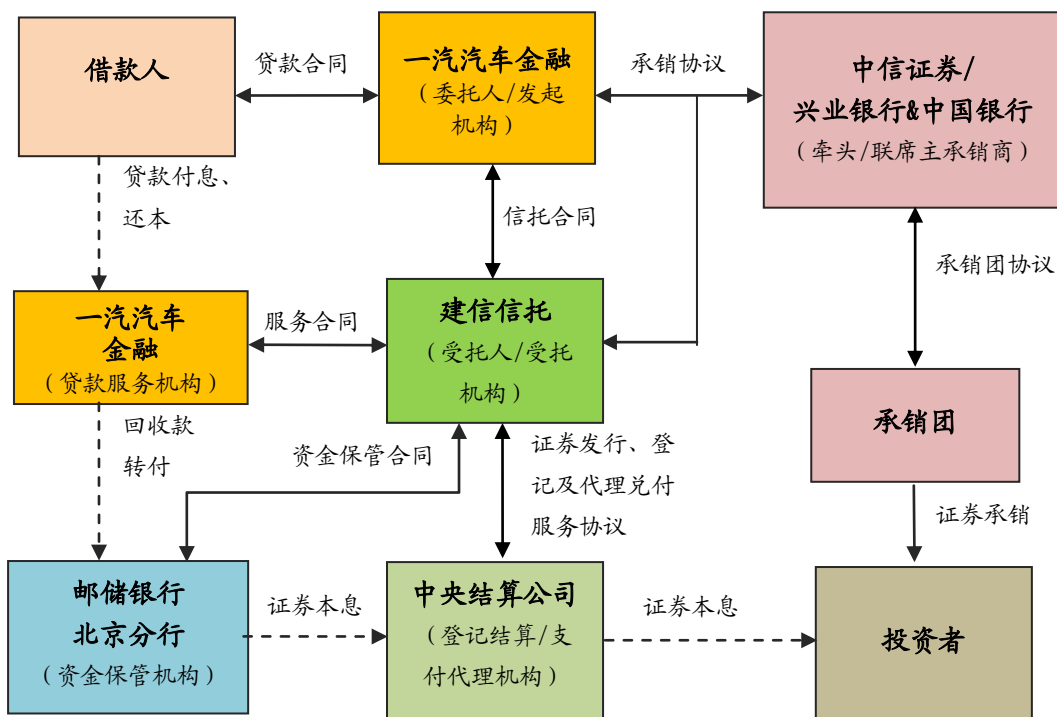 借款人
贷款合同
一汽汽车金融
（委托人/发起
机构）
承销协议
中信证券/
兴业银行&中国银行
（牵头/联席主承销商）
贷款付息、
还本
信托合同
承销团协议
一汽汽车
金融
（贷款服务机构）
服务合同
建信信托
（受托人/受托
机构）
承销团
回收款
转付
资金保管合同
证券发行、登
记及代理兑付
服务协议
证券承销
邮储银行
北京分行
（资金保管机构）
证券本息
中央结算公司
（登记结算/支
付代理机构）
证券本息
投资者